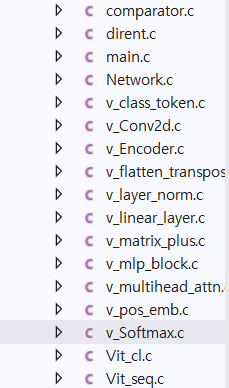 comparator.c
dirent.c
main.c
Network.c
v_class_token.c
v_Conv2d.c
v_Encoder.c
v_flatten_transpos
v_layer_norm.c
v_linear_layer.c
v_matrix_plus.c
v_mlp_block.c
v_multihead_attn.c
v_pos_emb.c
v_Softmax.c
Vit_cl.c
Vit_seq.c